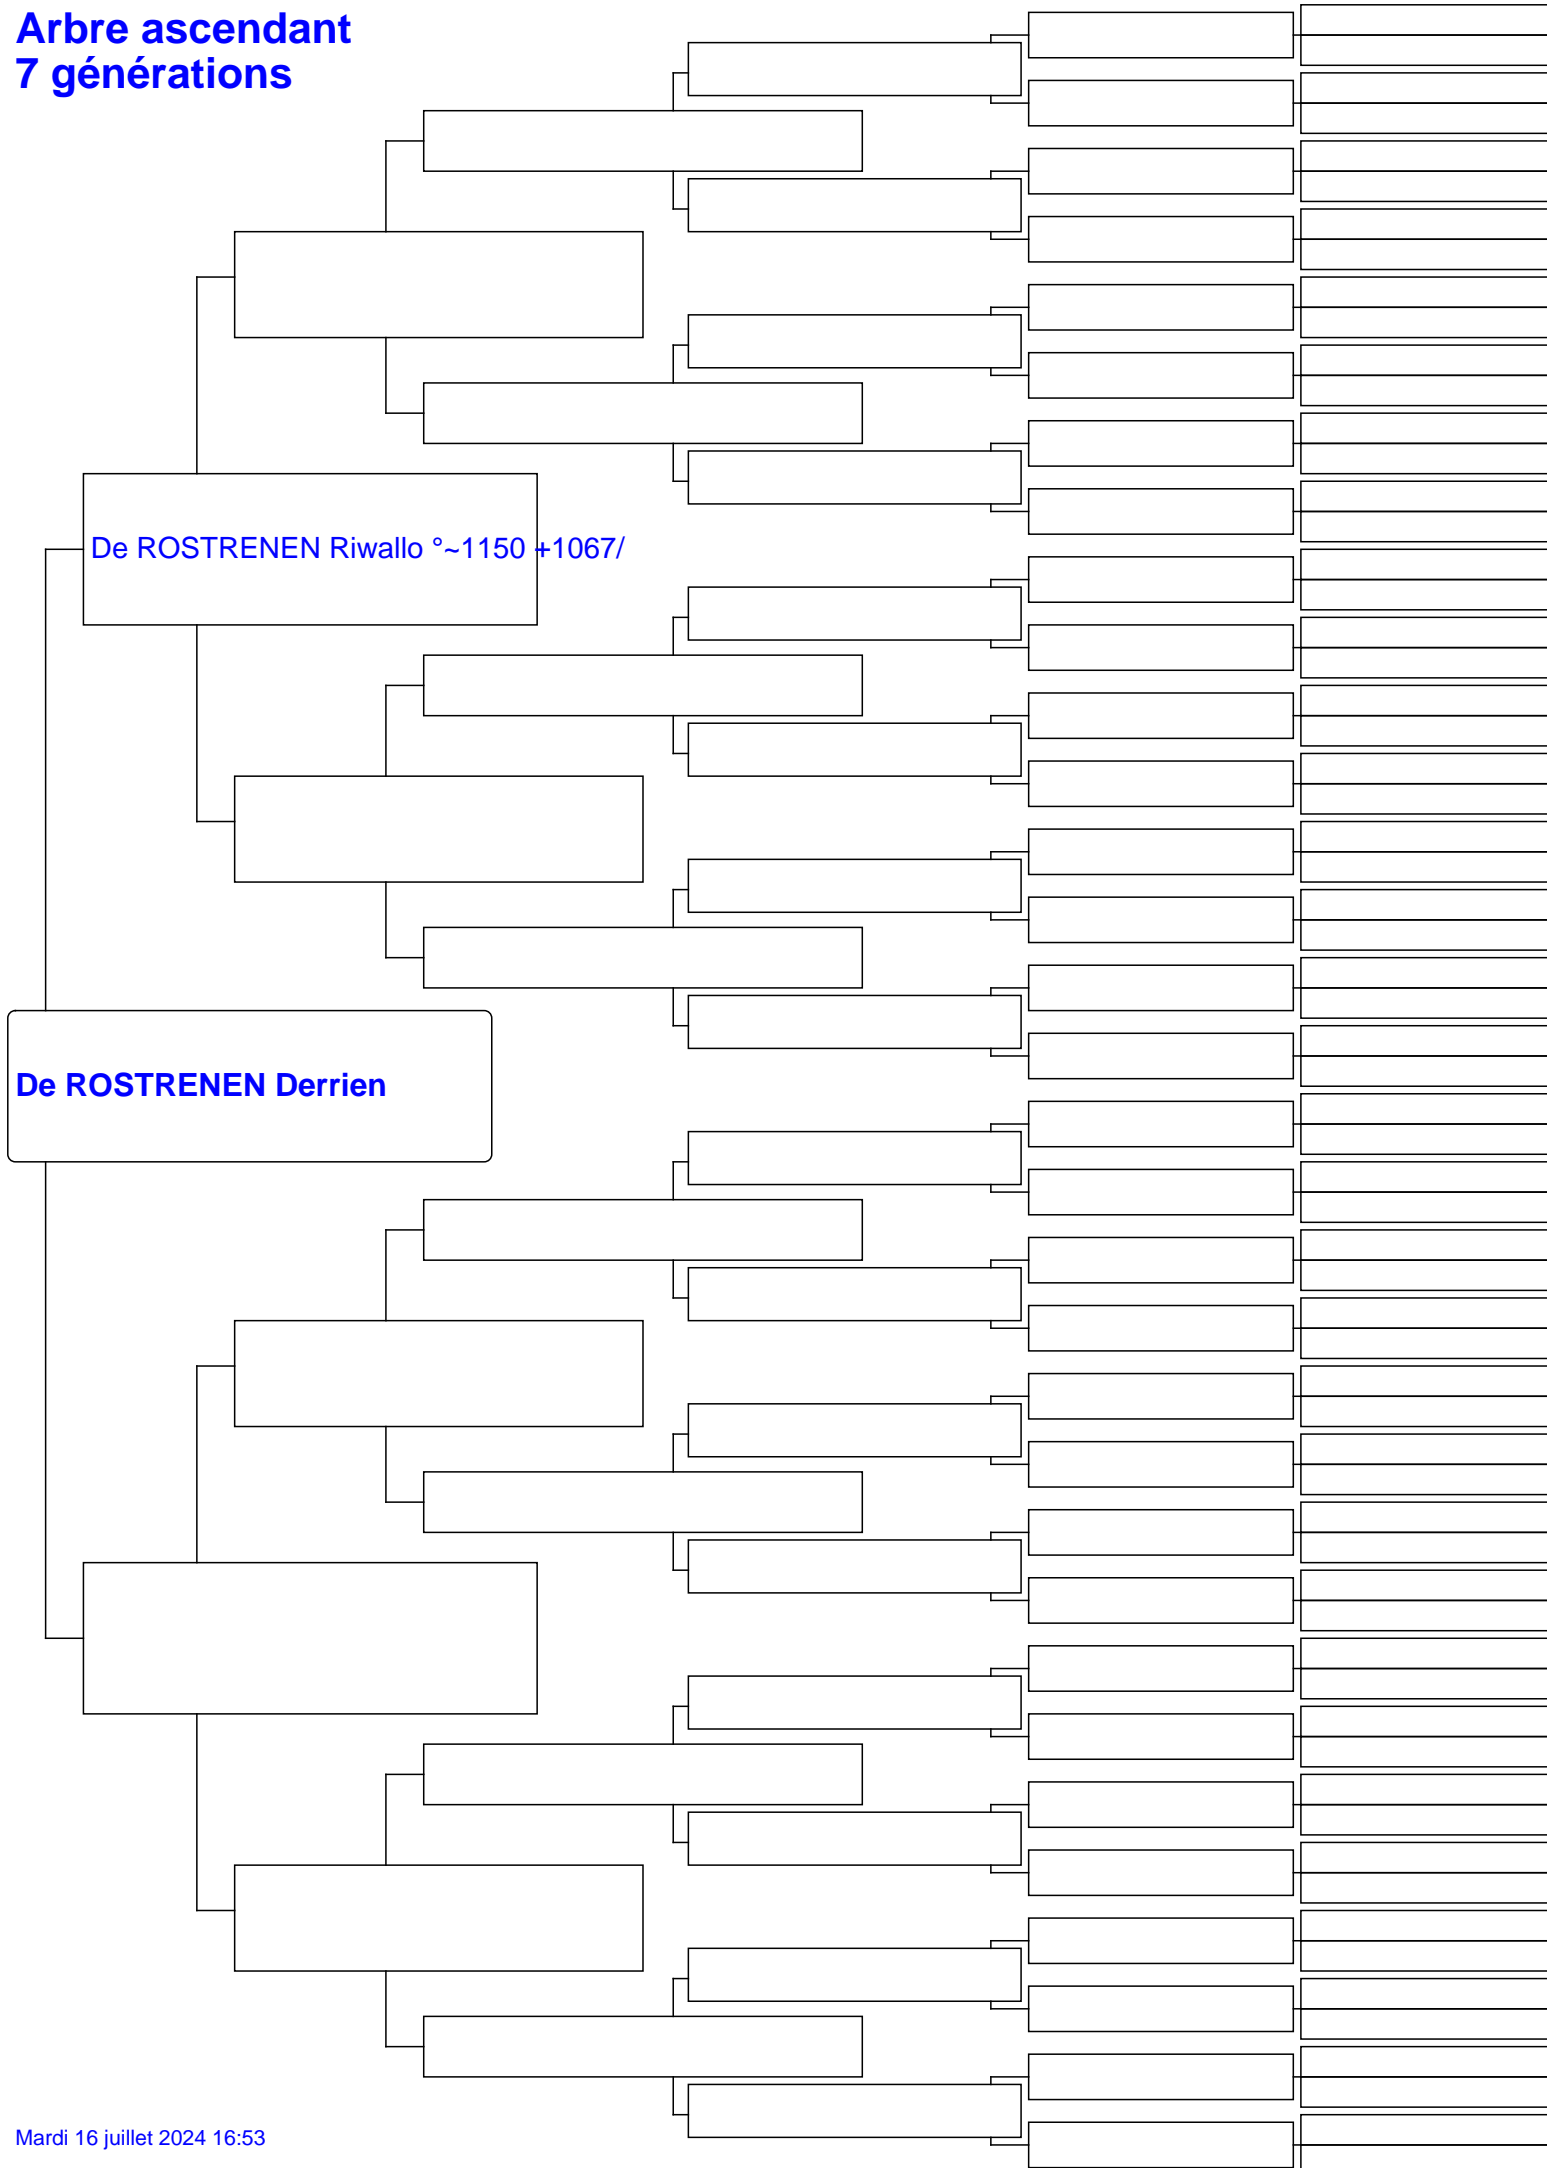 Arbre ascendant
7 générations
De ROSTRENEN Riwallo °~1150 +1067/
De ROSTRENEN Derrien
Mardi 16 juillet 2024 16:53